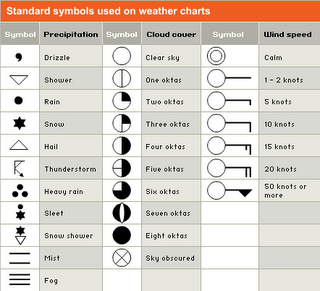 Standard symbols used on weather charts
Symbol Precipitation Symbol Cloud cover Symbol Wind speed
Drizzle Clear sky Calm
Shower One oktas 1 - 2 knots
Rain Two oktas 5 knots
Snow Three oktas 10 knots
Hail Four oktas 15 knots
Thunderstorm Five oktas 20 knots
Heavy rain Six oktas 50 knots or
more
Sleet Seven oktas
Snow shower Eight oktas
Mist Sky obsoured
Fog